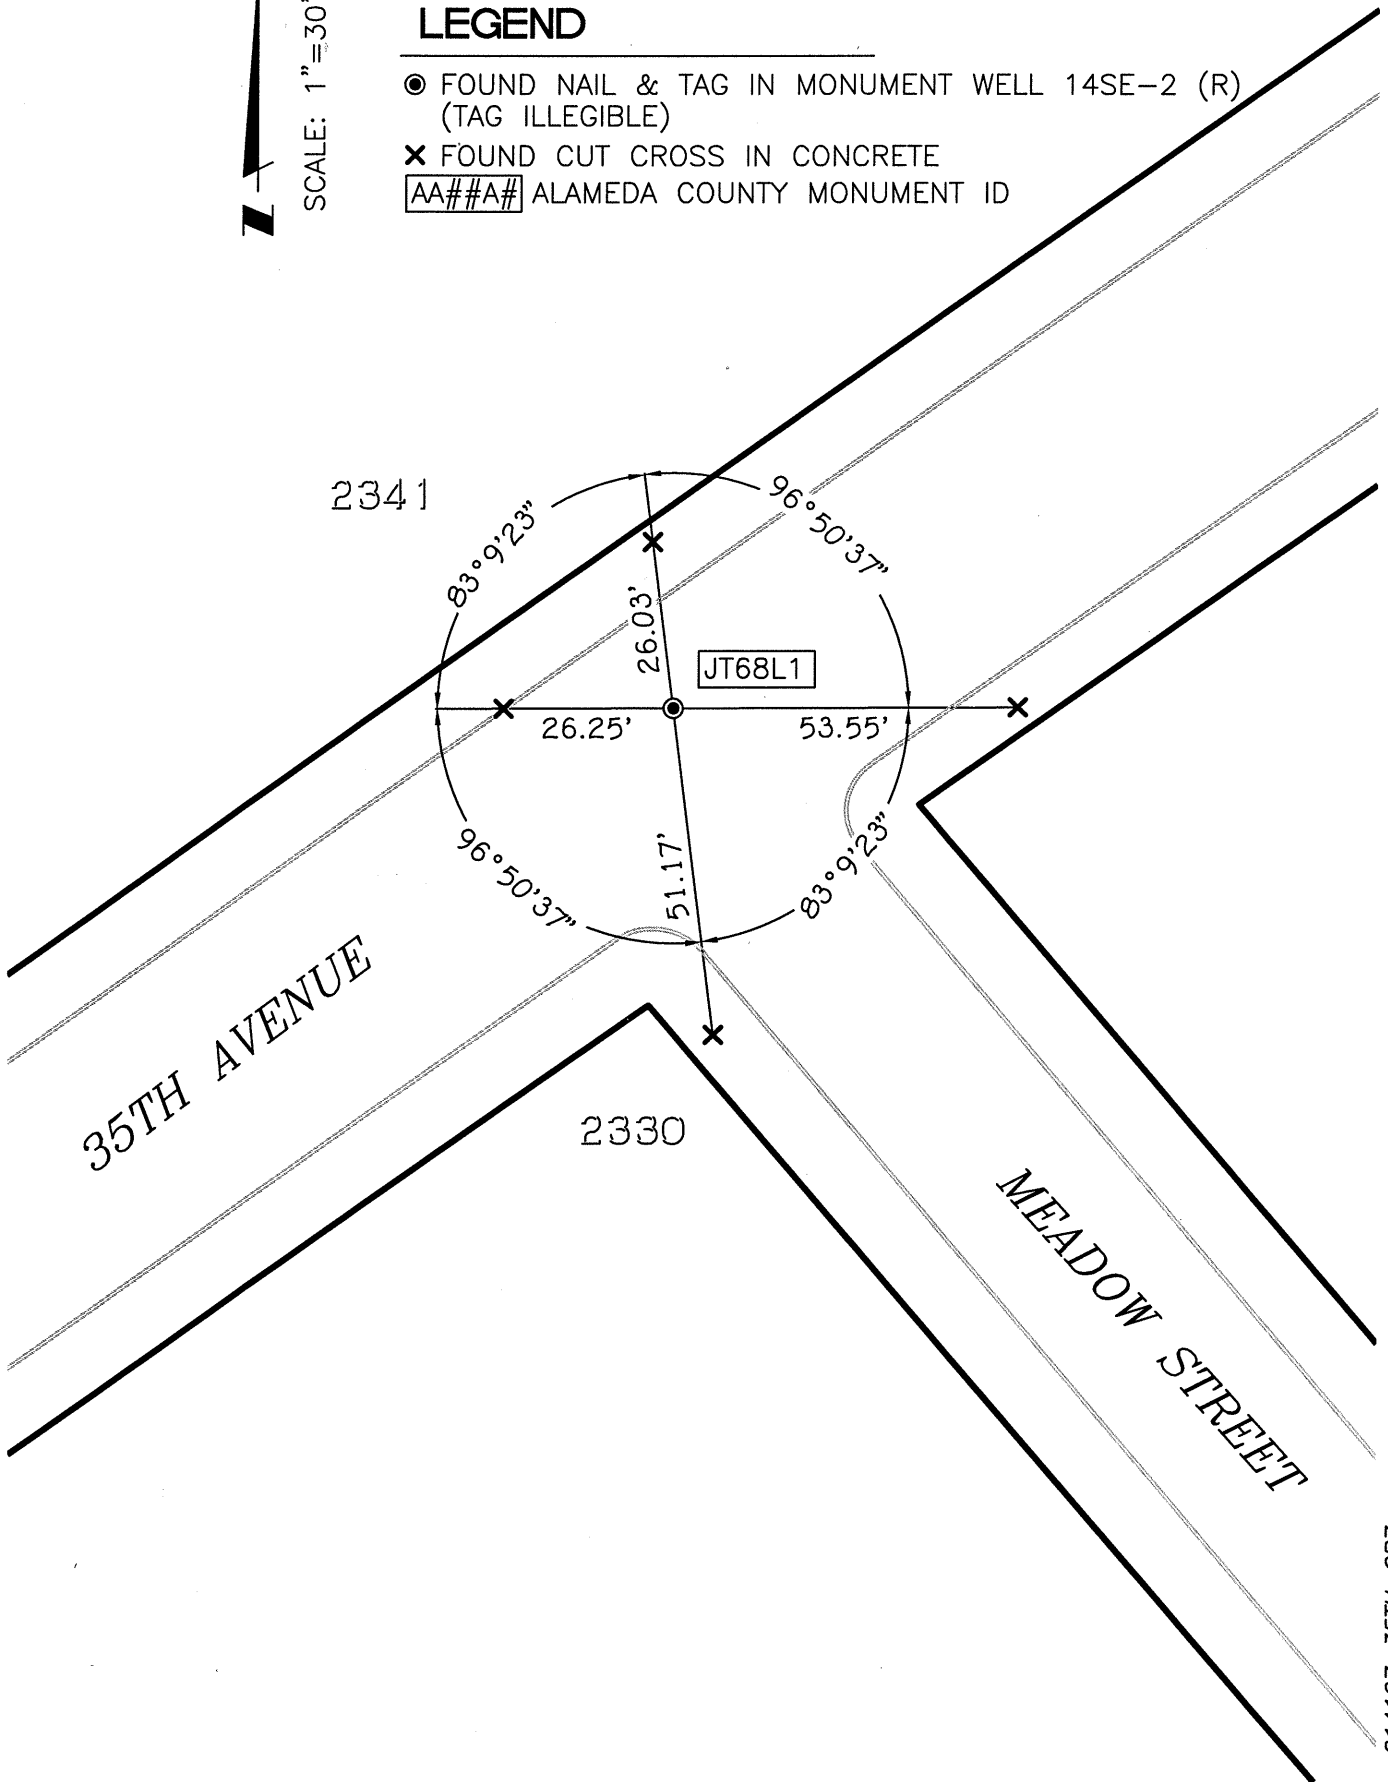 SCALE: 1"=30'
LEGEND
FOUND NAIL & TAG IN MONUMENT WELL 14SE-2 (R)
(TAG ILLEGIBLE)
FOUND CUT CROSS IN CONCRETE
AA##A# ALAMEDA COUNTY MONUMENT ID
2341
83°9'23"
96°50'37"
26.03'
JT68L1
26.25'
53.55'
51.17'
96°50'37"
83°9'23"
35TH AVENUE
2330
MEADOW STREET